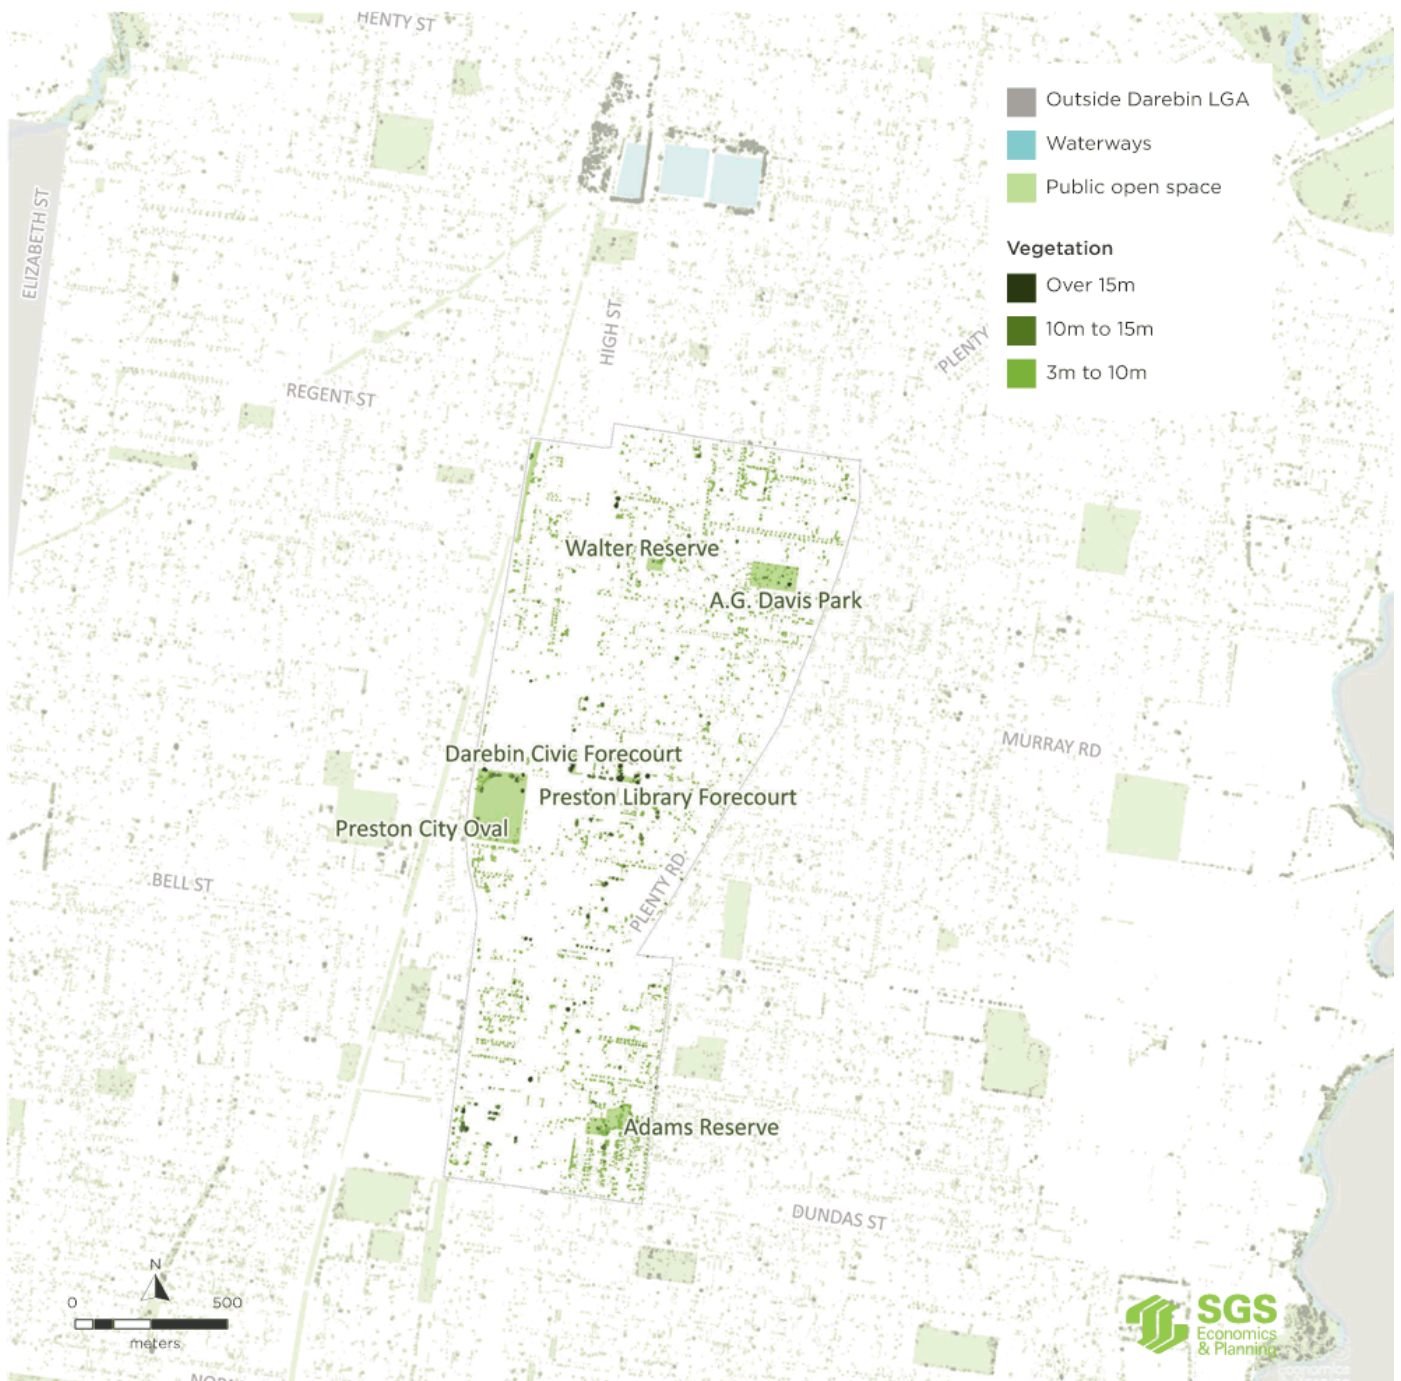 HENTY ST
Outside Darebin LGA
Waterways
Public open space
ELIZABETH ST
Vegetation
Over 15m
10m to 15m
3m to 10m
HIGH ST
PLENTY
REGENT ST
Walter Reserve
A.G. Davis Park
MURRAY RD
Darebin Civic Forecourt
Preston Library Forecourt
Preston City Oval
BELL ST
PLENTY RD
Adams Reserve
DUNDAS ST
N
0 500
meters
SGS
Economics
& Planning